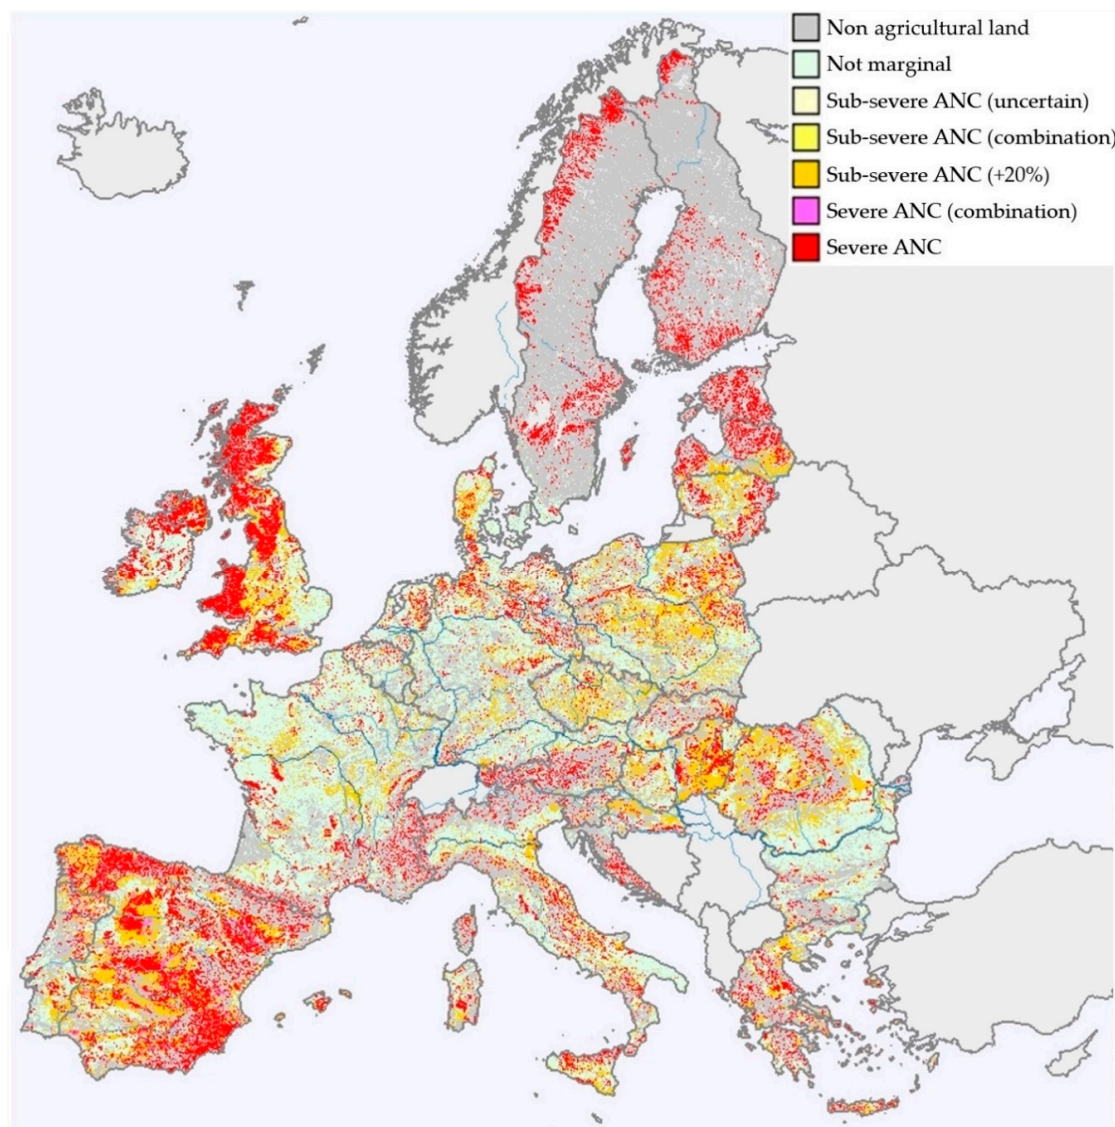 Non agricultural land
Not marginal
Sub-severe ANC (uncertain)
Sub-severe ANC (combination)
Sub-severe ANC (+20%)
Severe ANC (combination)
Severe ANC